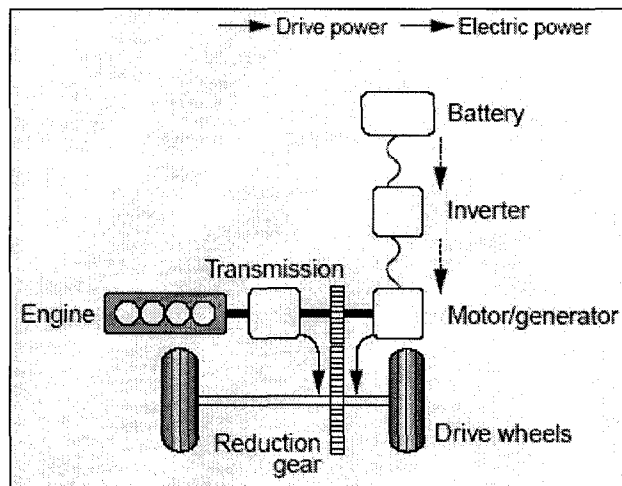 Drive power Electric power
Battery
Inverter
Transmission
Engine
Motor/generator
Drive wheels
Reduction
gear